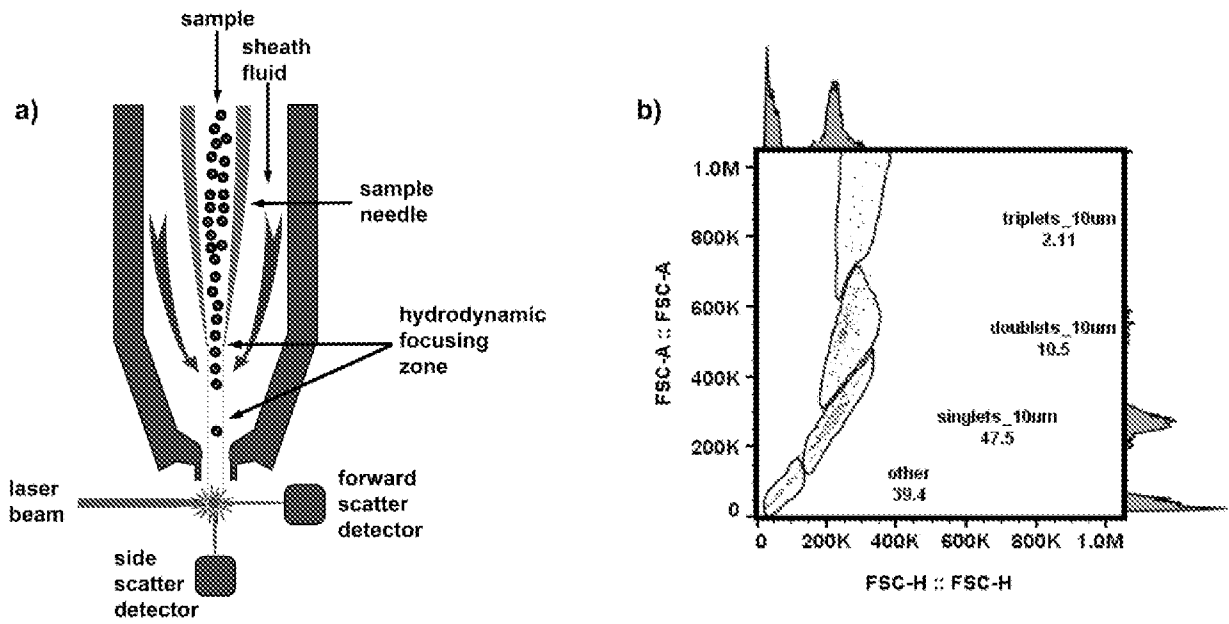 a)
sample
sheath
fluid
sample
needle
hydrodynamic
focusing
zone
laser
beam
forward
scatter
detector
side
scatter
detector
b)
FSC-A :: FSC-A
1.0M
800K
600K
400K
200K
0
triplets_10um
2.11
doublets_10um
10.5
singlets_10um
47.5
other
39.4
0 200K 400K 600K 800K 1.0M
FSC-H :: FSC-H